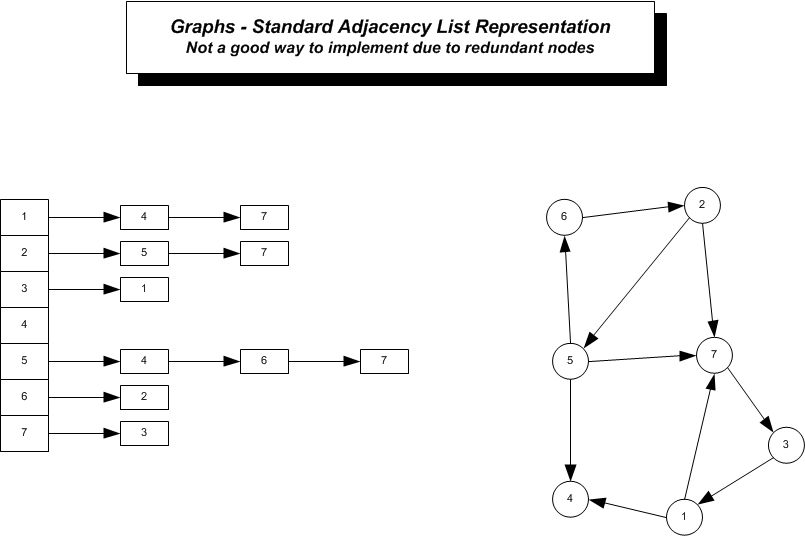 Graphs - Standard Adjacency List Representation
Not a good way to implement due to redundant nodes
1 4 7
2 5 7
3 1
4
5 4 6 7
6 2
7 3
2
6
7
5
3
4
1